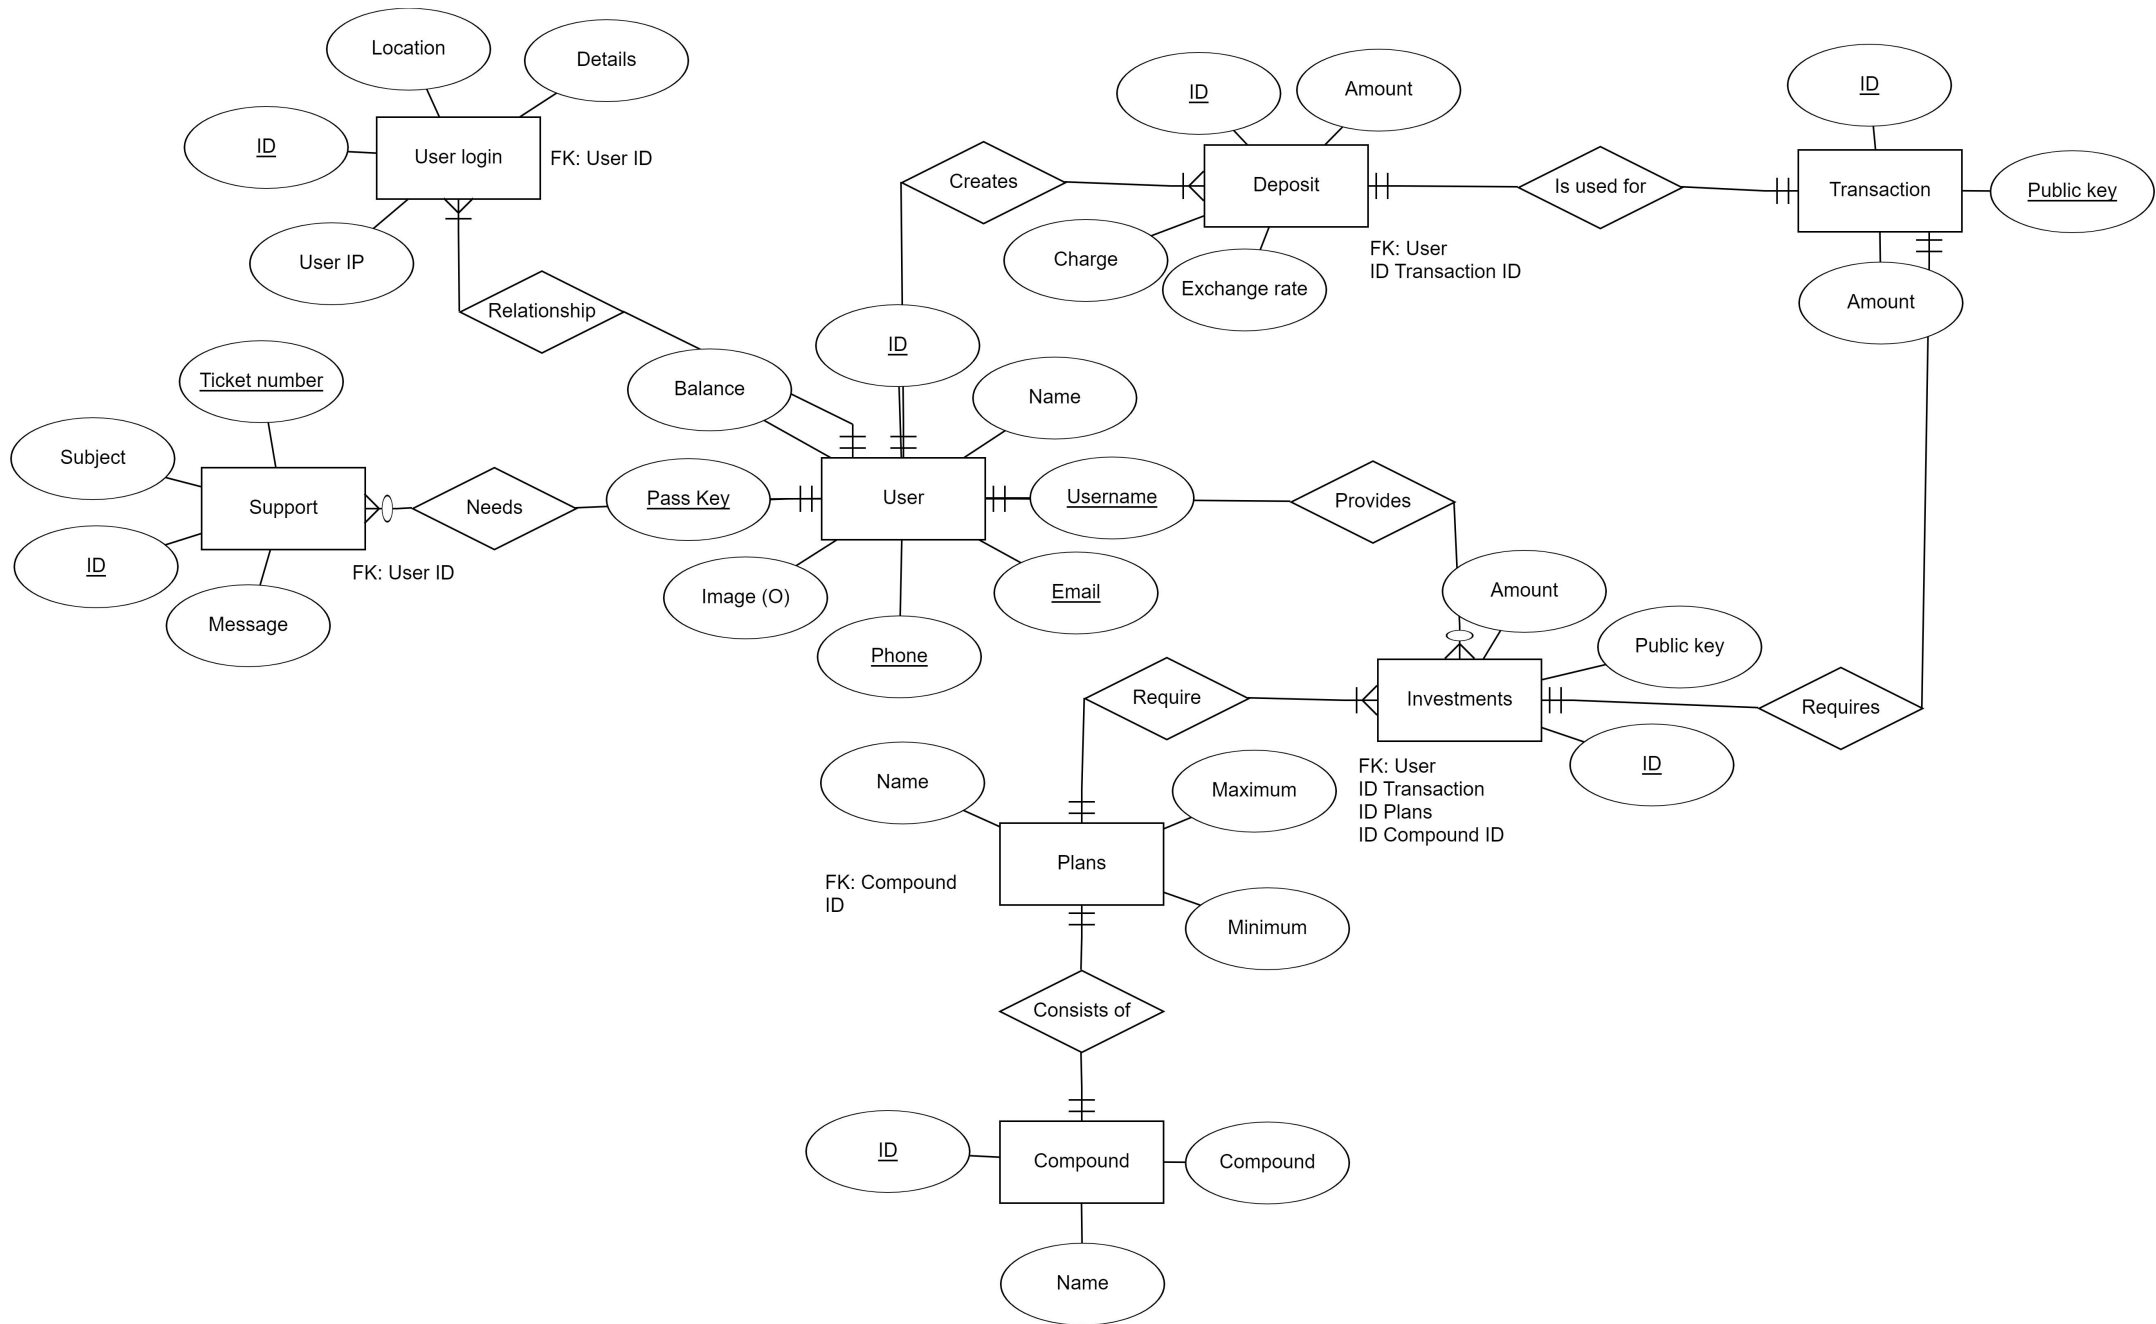 Location
Details
ID
User login
FK: User ID
User IP
Relationship
ID
Amount
Creates
Deposit
Charge
Exchange rate
FK: User
ID Transaction ID
Is used for
ID
Transaction
Public key
Amount
Ticket number
Subject
Support
ID
Message
FK: User ID
Needs
Balance
ID
Name
Pass Key
User
Username
Image (O)
Phone
Email
Provides
Amount
Public key
Require
Investments
Requires
ID
FK: User
ID Transaction
ID Plans
ID Compound ID
Name
Maximum
Plans
FK: Compound
ID
Minimum
Consists of
ID
Compound
Compound
Name